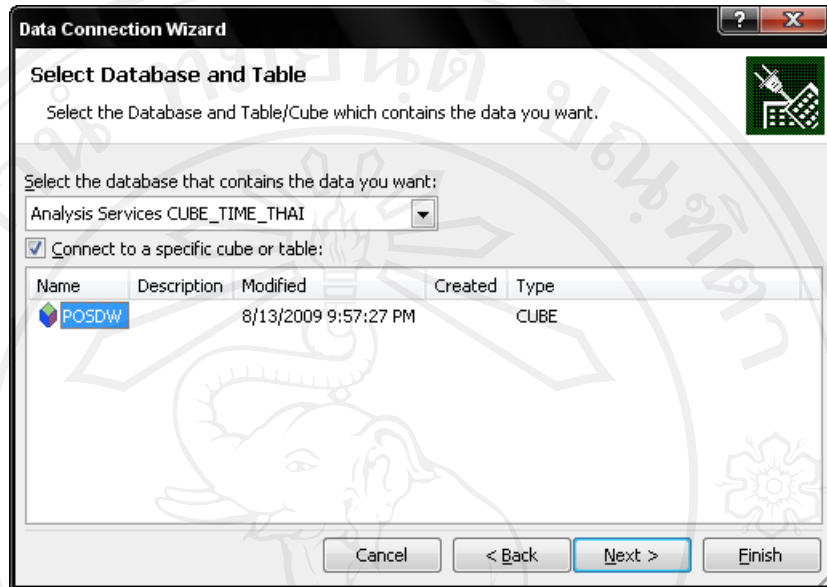 Data Connection Wizard
Select Database and Table
Select the Database and Table/Cube which contains the data you want.
Select the database that contains the data you want:
Analysis Services CUBE_TIME_THAI
Connect to a specific cube or table:
Name Description Modified Created Type
POSDW 8/13/2009 9:57:27 PM CUBE
Cancel < Back Next > Finish